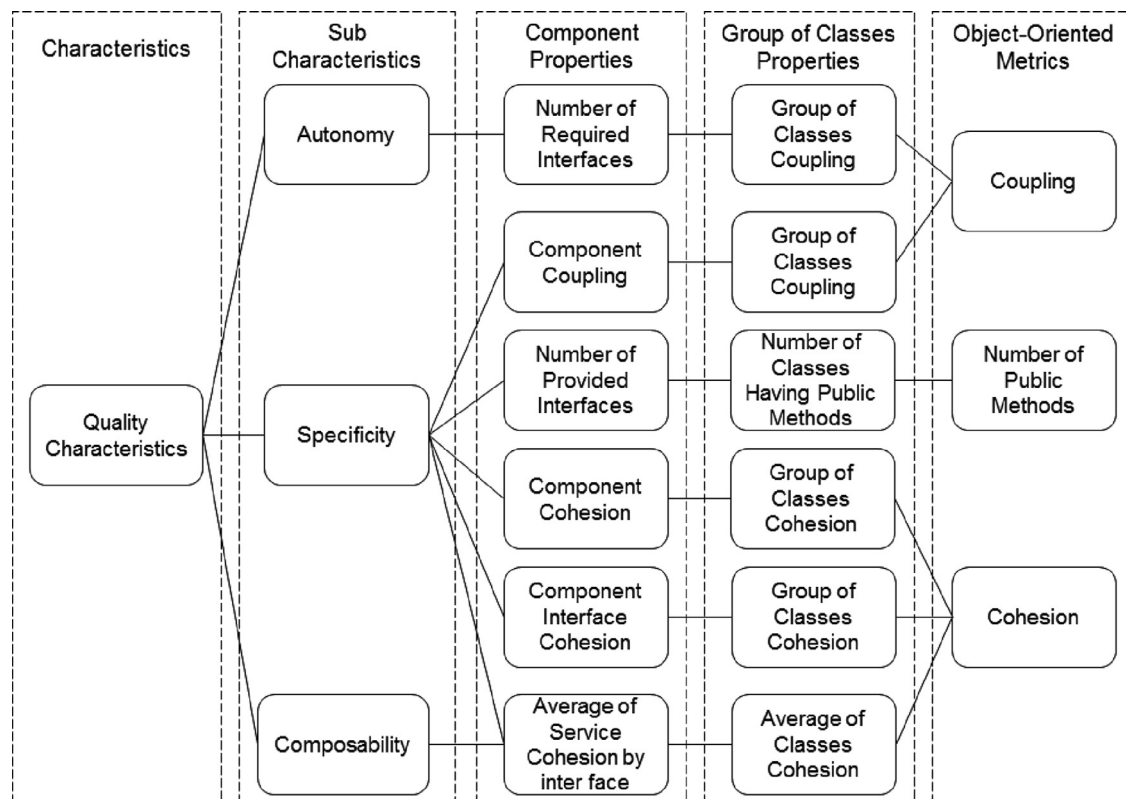 Characteristics
Sub
Characteristics
Component
Properties
Group of Classes
Properties
Object-Oriented
Metrics
Quality
Characteristics
Autonomy
Specificity
Composability
Number of
Required
Interfaces
Component
Coupling
Number of
Provided
Interfaces
Component
Cohesion
Component
Interface
Cohesion
Average of
Service
Cohesion by
inter face
Group of
Classes
Coupling
Group of
Classes
Coupling
Number of
Classes
Having Public
Methods
Group of
Classes
Cohesion
Group of
Classes
Cohesion
Average of
Classes
Cohesion
Coupling
Number of
Public
Methods
Cohesion